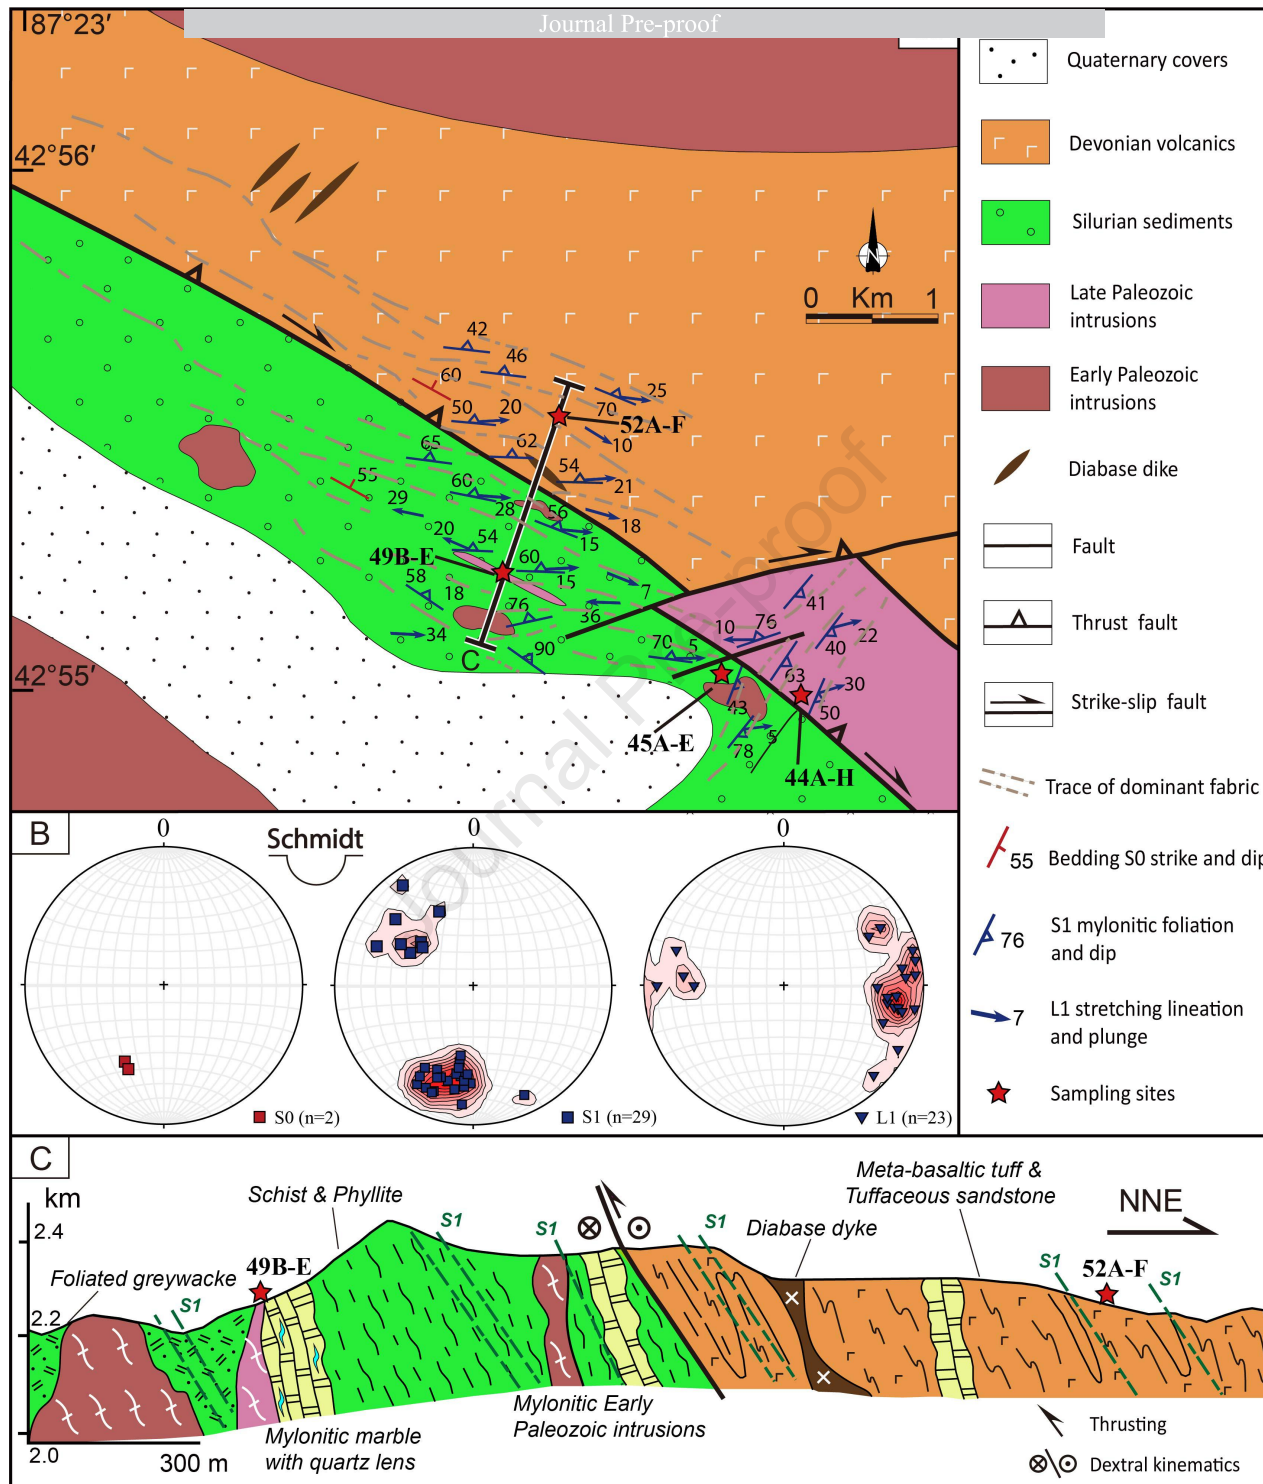 Journal Pre-proof
87°23′
42°56′
42°55′
N
0 Km 1
42
46
60
25
50
20
70
52A-F
10
65
62
55
60
54
21
29
28
56
18
20
54
15
49B-E
60
58
15
7
18
76
36
34
90
C
70
5
10
76
41
22
40
63
30
43
50
78
5
45A-E
44A-H
Journal Pre-proof
Quaternary covers
Devonian volcanics
Silurian sediments
Late Paleozoic
intrusions
Early Paleozoic
intrusions
Diabase dike
Fault
Thrust fault
Strike-slip fault
Trace of dominant fabric
55 Bedding S0 strike and dip
76 S1 mylonitic foliation
and dip
7 L1 stretching lineation
and plunge
Sampling sites
B
Schmidt
0
0
0
S0 (n=2)
S1 (n=29)
L1 (n=23)
C
km
2.4
2.2
2.0
300 m
Foliated greywacke
Schist & Phyllite
49B-E
S1
S1
S1
S1
S1
S1
Mylonitic marble
with quartz lens
Mylonitic Early
Paleozoic intrusions
Diabase dyke
Meta-basaltic tuff &
Tuffaceous sandstone
NNE
52A-F
Thrusting
Dextral kinematics